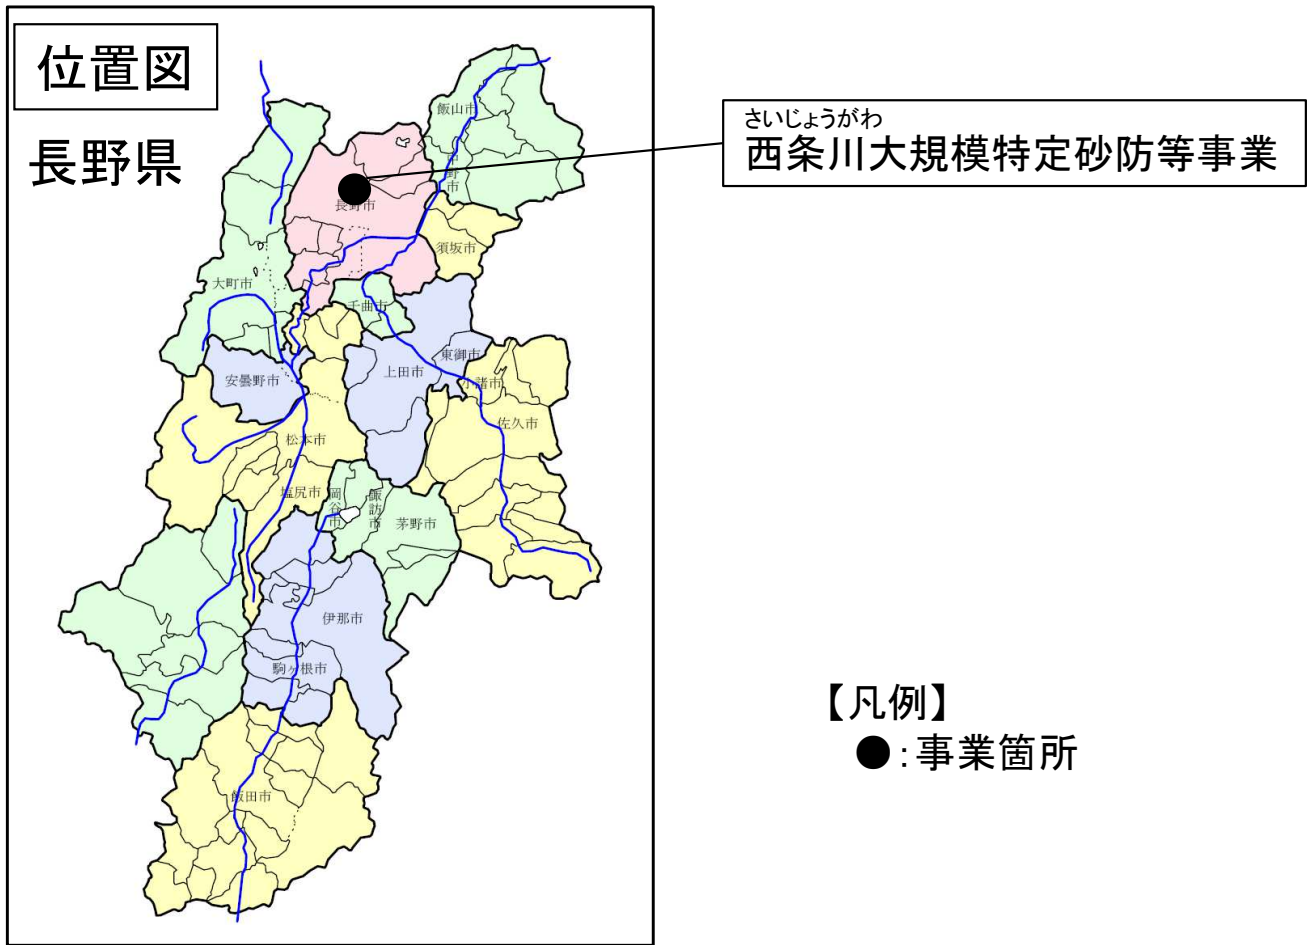 位置図
長野県
さいじょうがわ
西条川大規模特定砂防等事業
飯山市
中野市
長野市
須坂市
大町市
千曲市
東御市
上田市
安曇野市
小諸市
佐久市
松本市
塩尻市
岡谷市
諏訪市
茅野市
伊那市
駒ヶ根市
飯田市
【凡例】
●:事業箇所